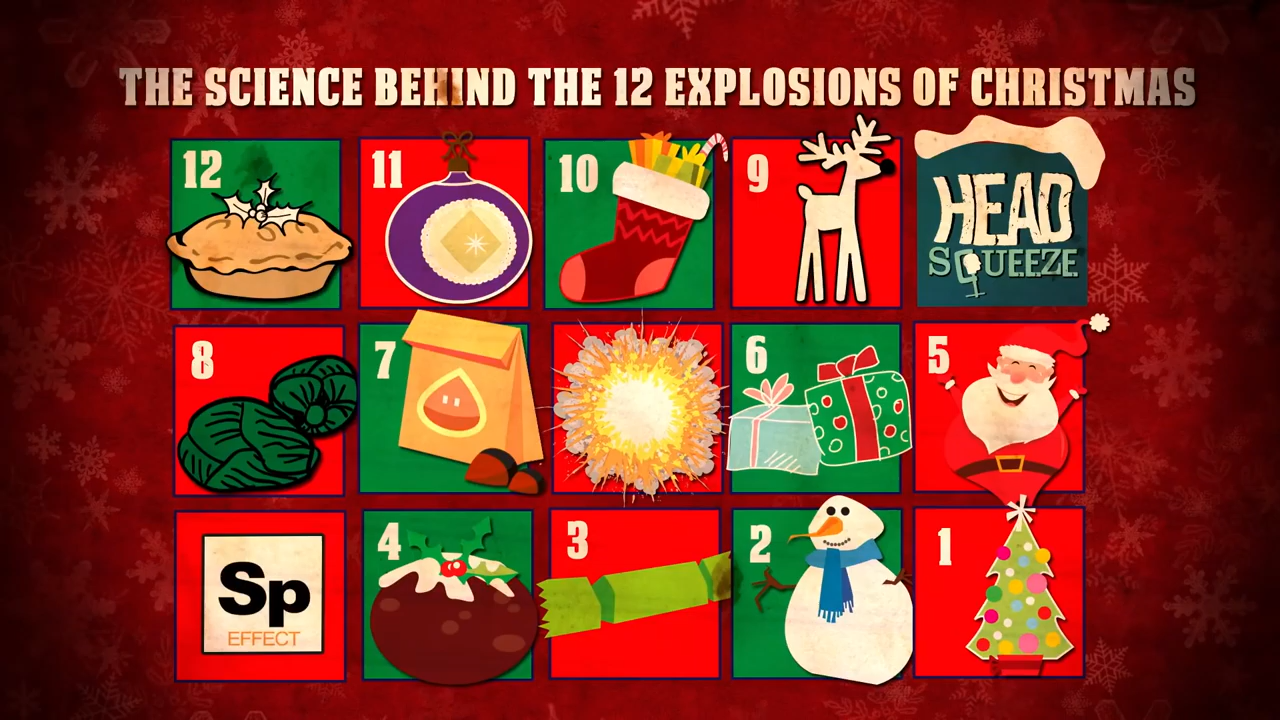 THE SCIENCE BEHIND THE 12 EXPLOSIONS OF CHRISTMAS
12
11
10
9
HEAD
SQUEEZE
8
7
6
5
Sp
EFFECT
4
3
2
1